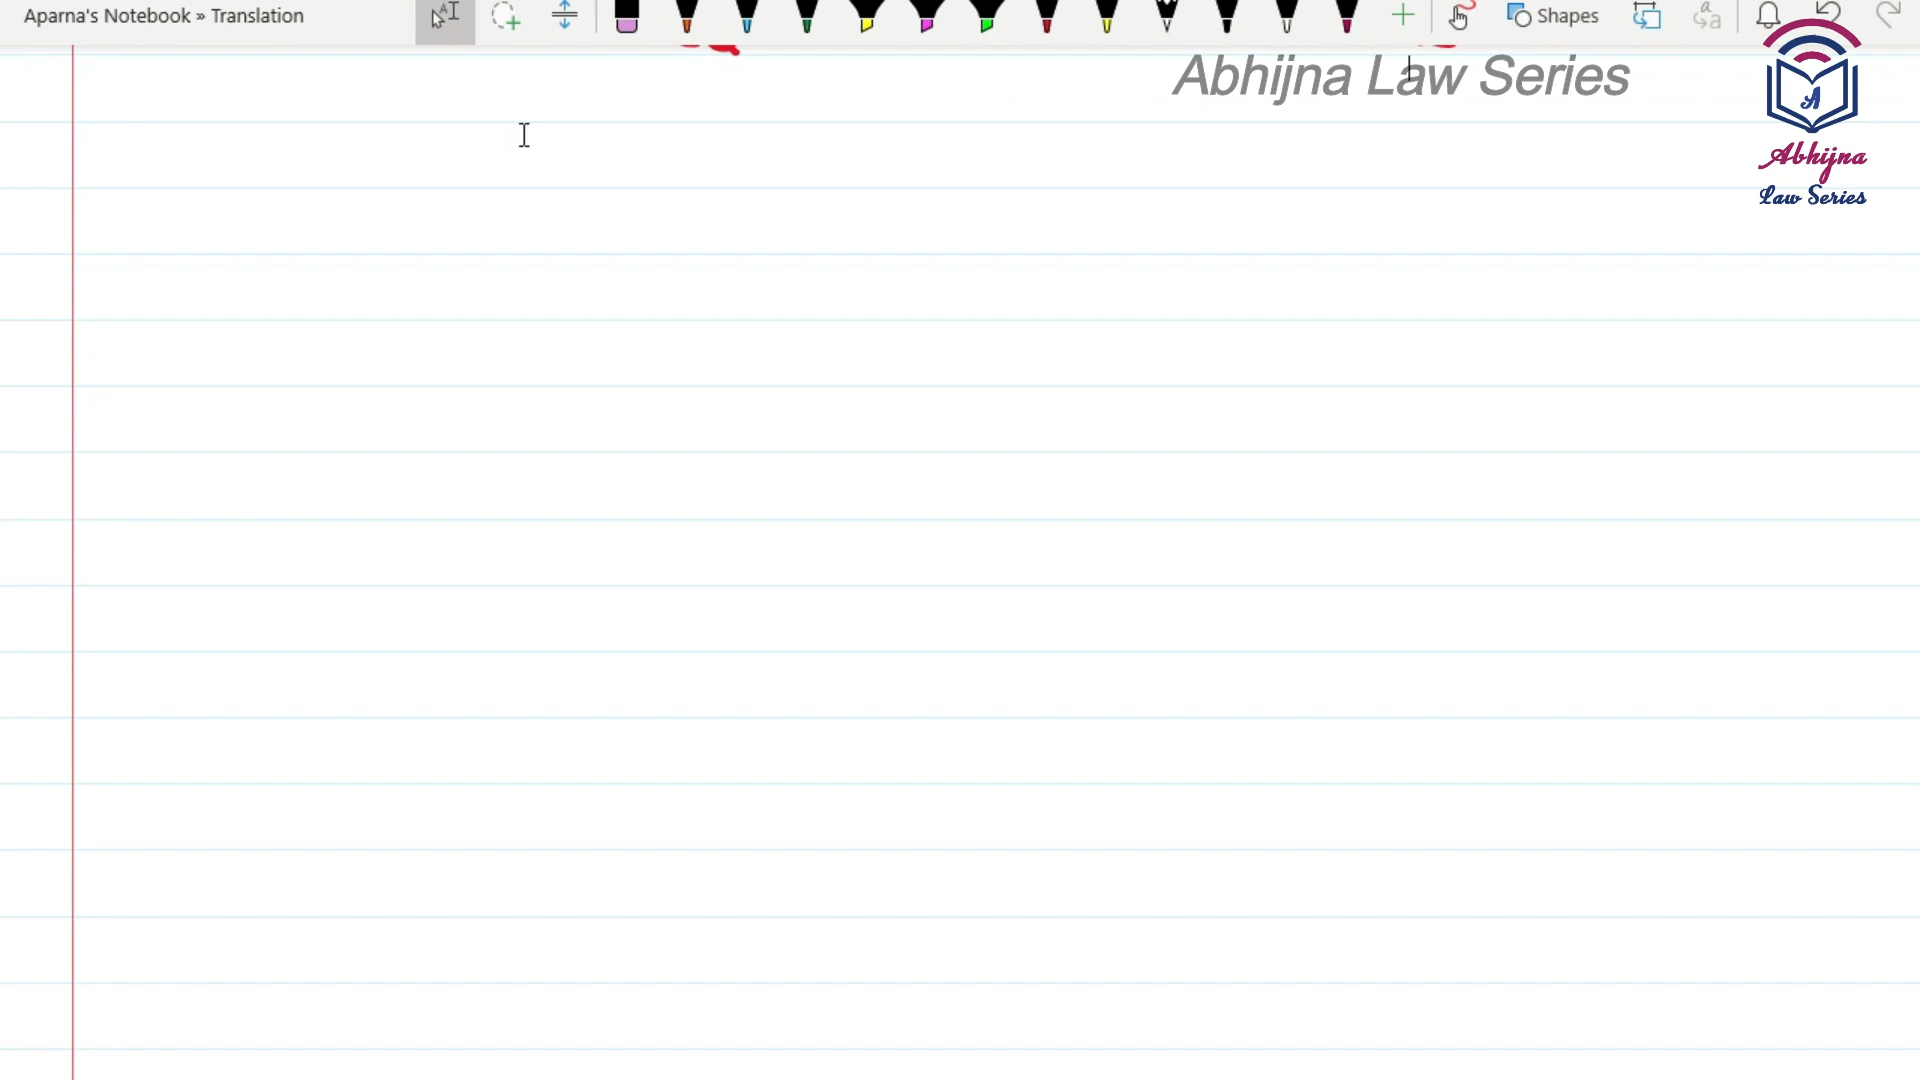 Aparna's Notebook » Translation
Shapes
Abhijna Law Series
A
Abhijna
Law Series